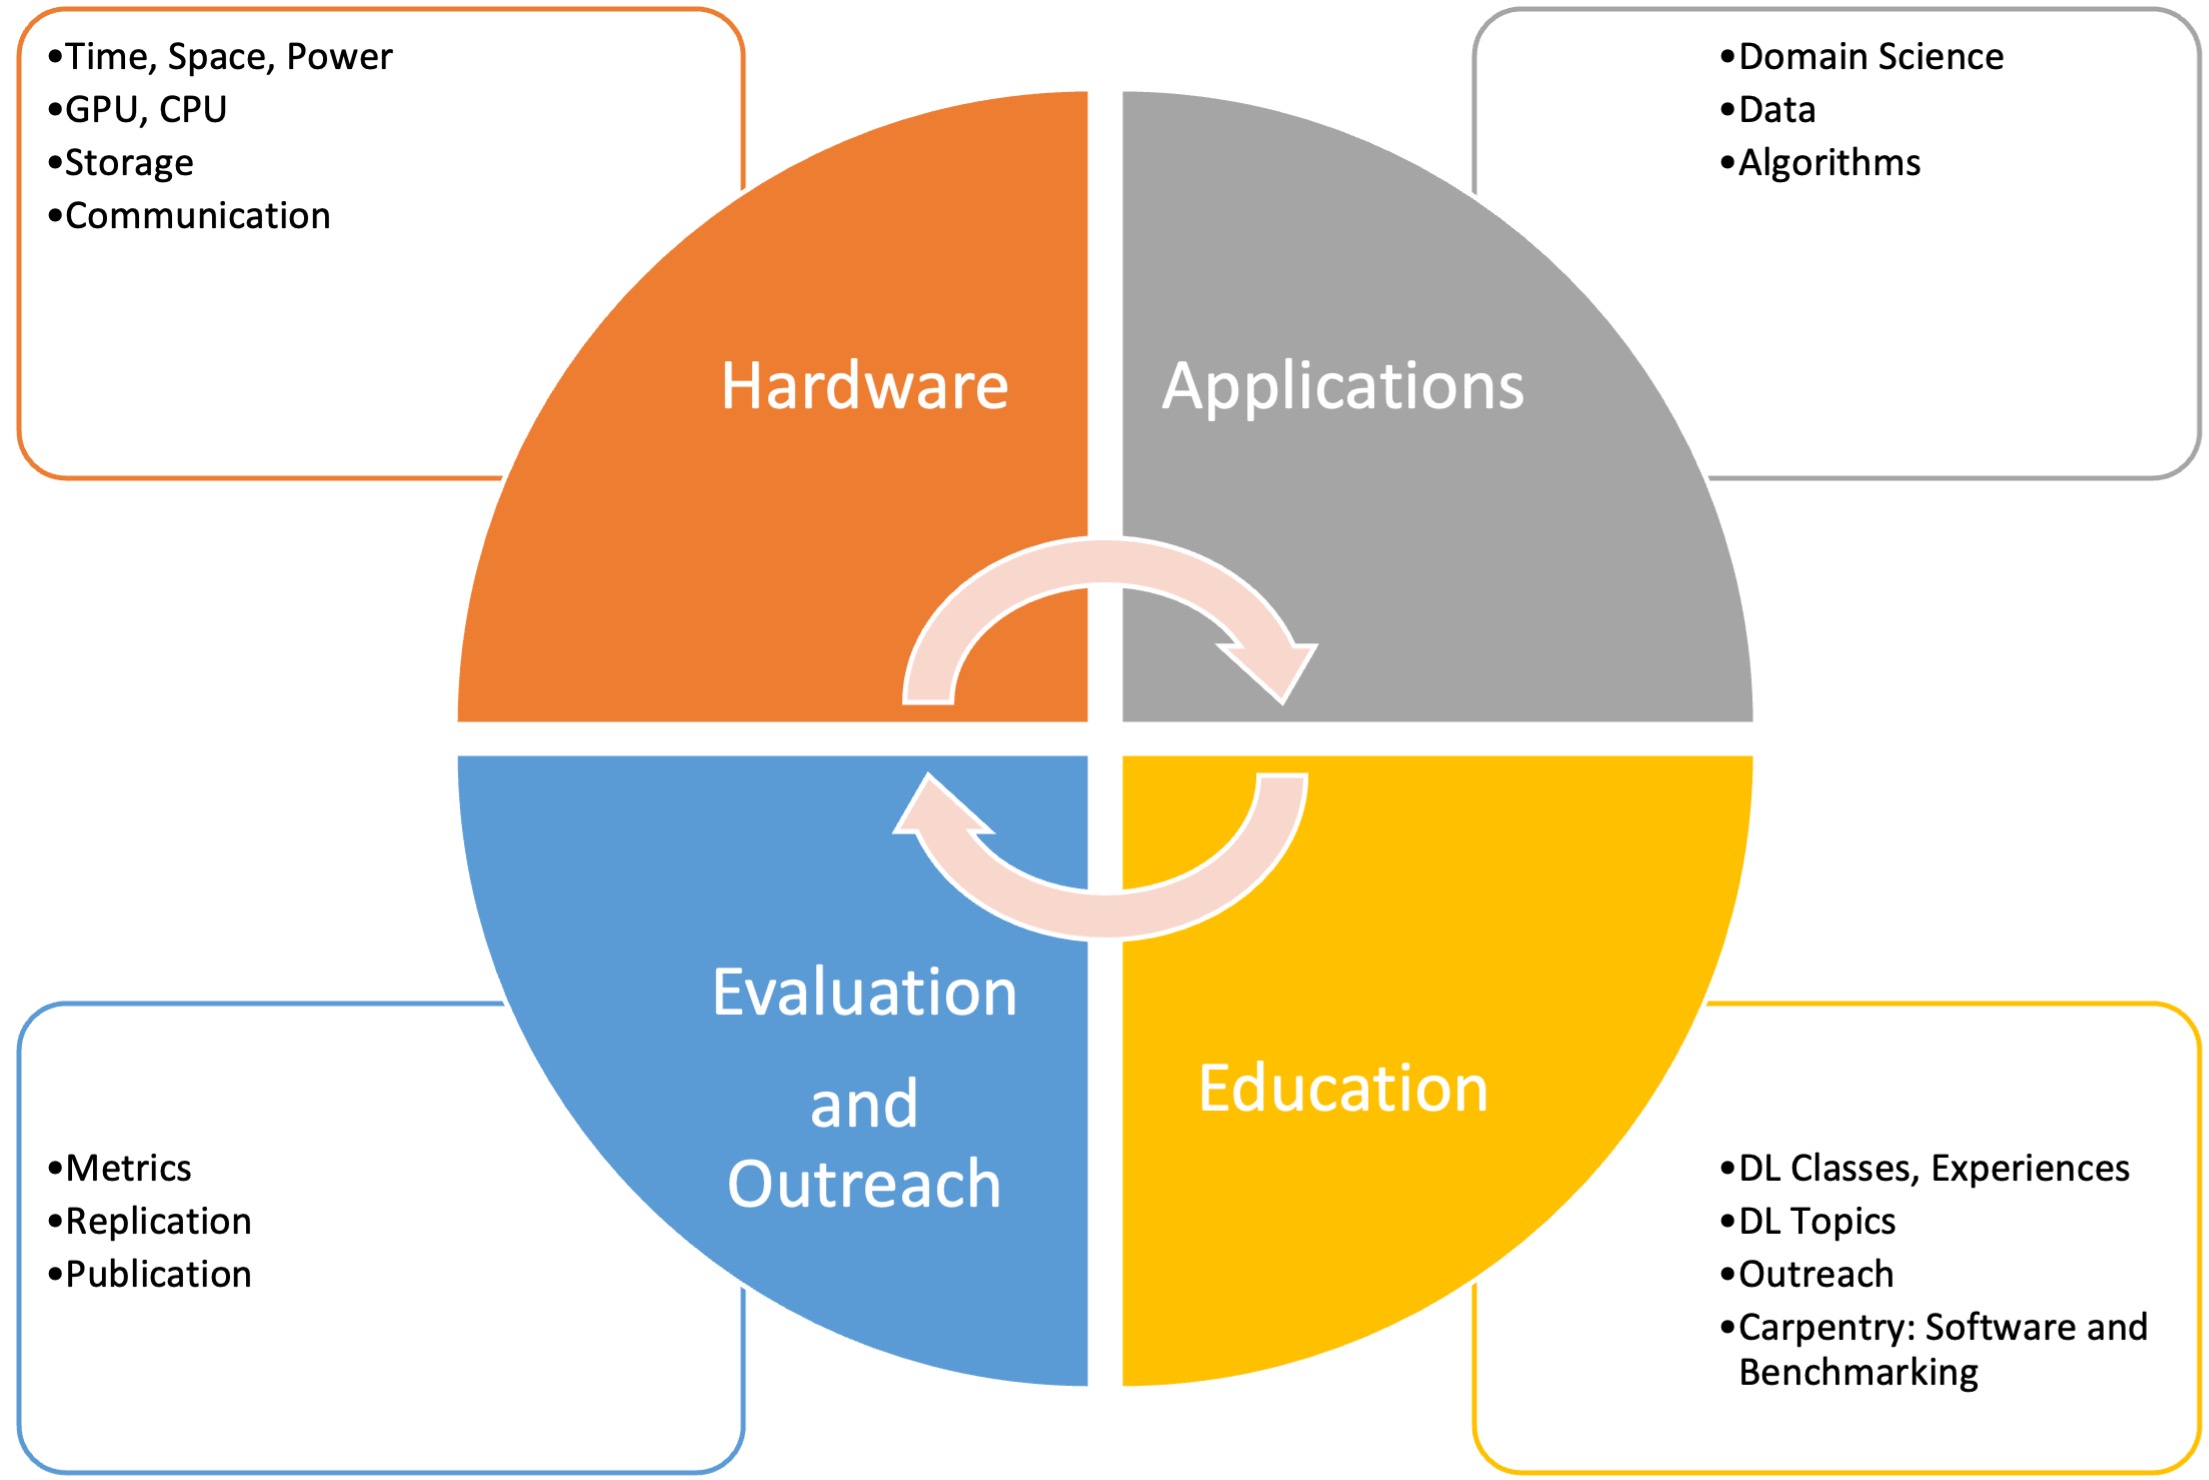 •Time, Space, Power
•GPU, CPU
•Storage
•Communication
•Domain Science
•Data
•Algorithms
Hardware
Applications
Evaluation
and
Outreach
Education
•Metrics
•Replication
•Publication
•DL Classes, Experiences
•DL Topics
•Outreach
•Carpentry: Software and
Benchmarking